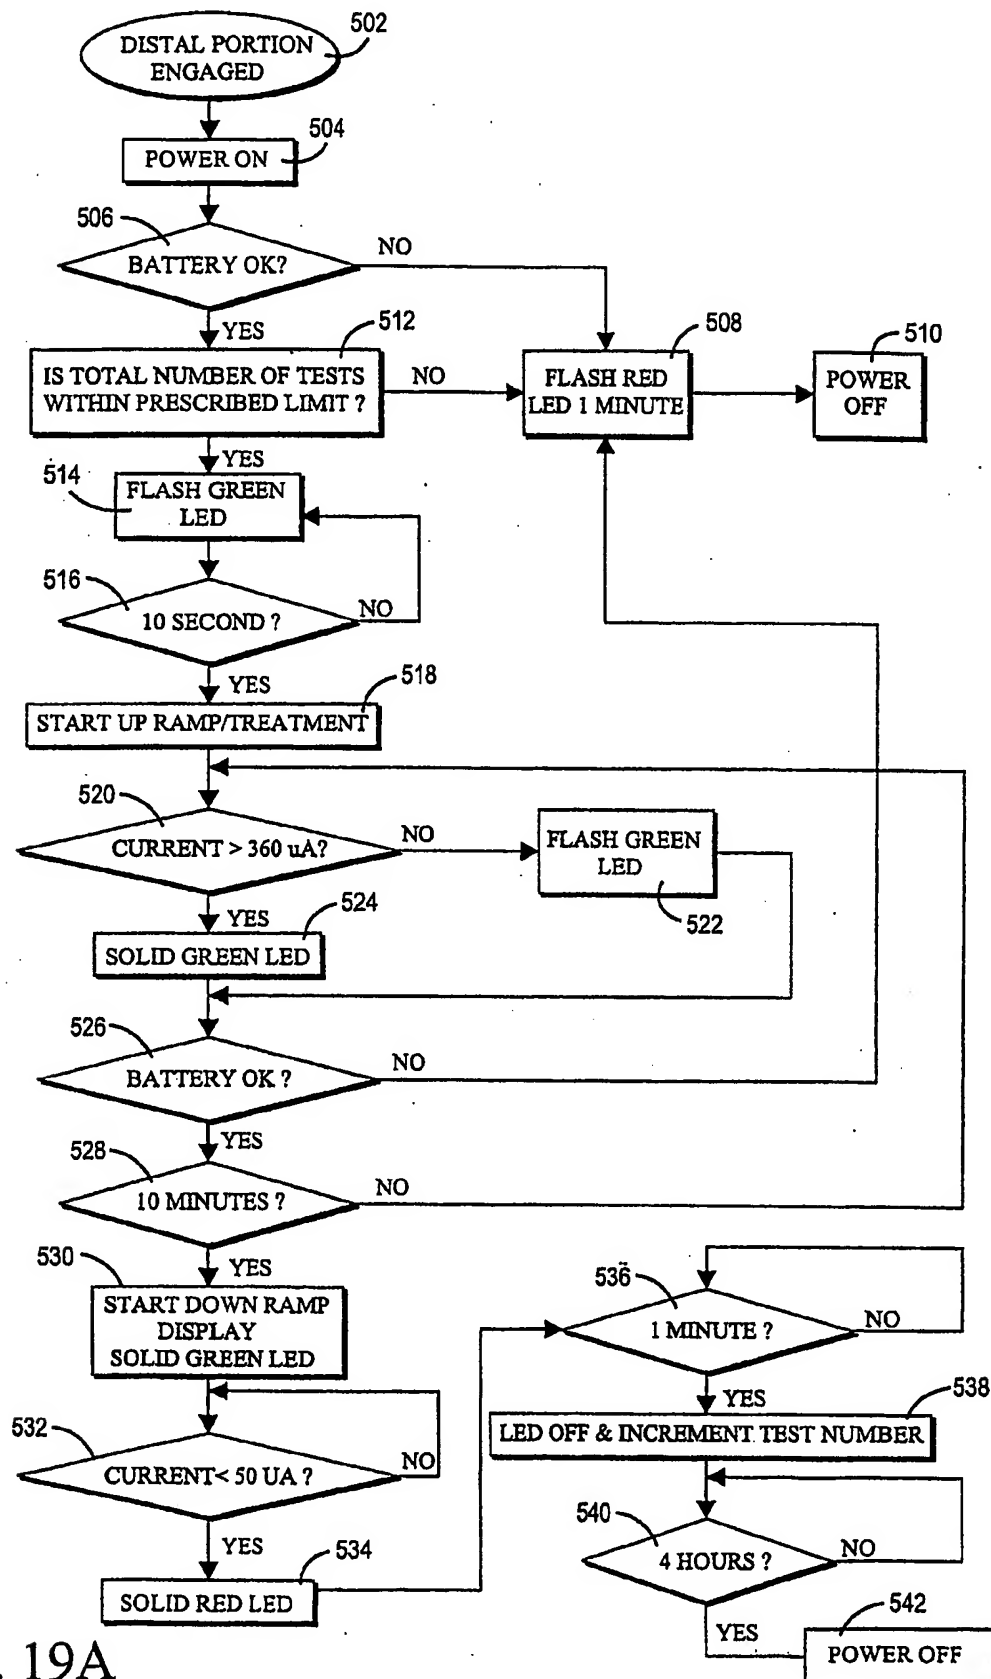 502
DISTAL PORTION
ENGAGED
504
POWER ON
506
BATTERY OK?
NO
YES
512
IS TOTAL NUMBER OF TESTS
WITHIN PRESCRIBED LIMIT ?
NO
508
FLASH RED
LED 1 MINUTE
510
POWER
OFF
YES
514
FLASH GREEN
LED
516
10 SECOND ?
NO
YES
518
START UP RAMP/TREATMENT
520
CURRENT > 360 uA?
NO
FLASH GREEN
LED
522
YES
524
SOLID GREEN LED
526
BATTERY OK ?
NO
YES
528
10 MINUTES ?
NO
YES
530
START DOWN RAMP
DISPLAY
SOLID GREEN LED
532
CURRENT< 50 UA ?
NO
YES
534
SOLID RED LED
536
1 MINUTE ?
NO
YES
538
LED OFF & INCREMENT TEST NUMBER
540
4 HOURS ?
NO
YES
542
POWER OFF
. 19A